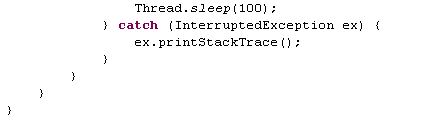 Thread.sleep(100);
} catch (InterruptedException ex) {
ex.printStackTrace();
}
}
}
}